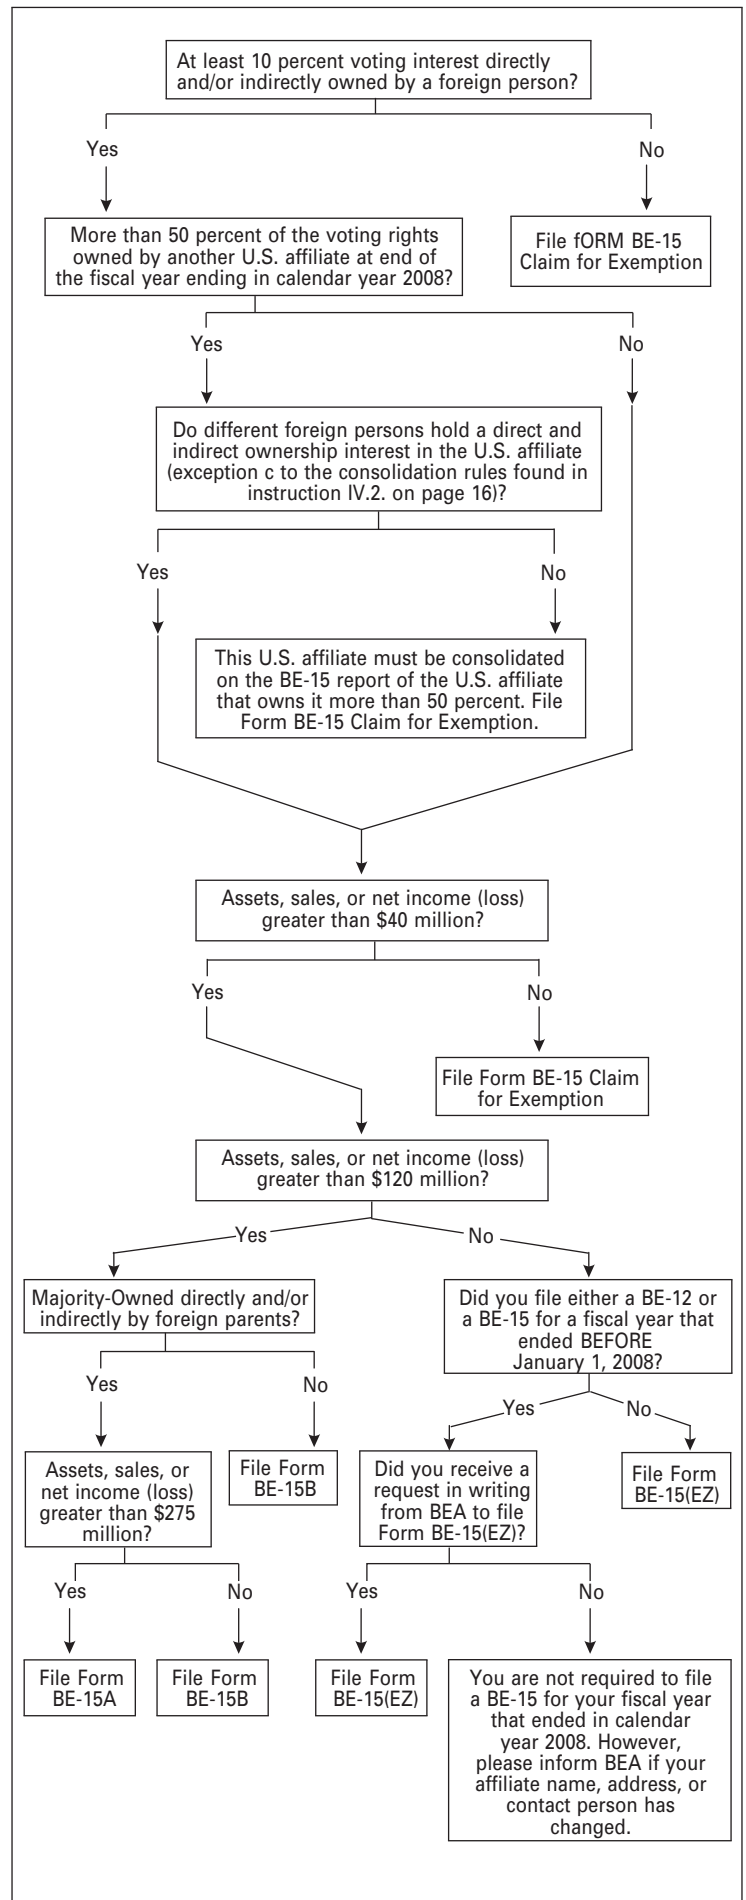 At least 10 percent voting interest directly
and/or indirectly owned by a foreign person?
Yes
No
More than 50 percent of the voting rights
owned by another U.S. affiliate at end of
the fiscal year ending in calendar year 2008?
File fORM BE-15
Claim for Exemption
Yes
No
Do different foreign persons hold a direct and
indirect ownership interest in the U.S. affiliate
(exception c to the consolidation rules found in
instruction IV.2. on page 16)?
Yes
No
This U.S. affiliate must be consolidated
on the BE-15 report of the U.S. affiliate
that owns it more than 50 percent. File
Form BE-15 Claim for Exemption.
Assets, sales, or net income (loss)
greater than $40 million?
Yes
No
File Form BE-15 Claim
for Exemption
Assets, sales, or net income (loss)
greater than $120 million?
Yes
No
Majority-Owned directly and/or
indirectly by foreign parents?
Did you file either a BE-12 or
a BE-15 for a fiscal year that
ended BEFORE
January 1, 2008?
Yes
No
Yes
No
Assets, sales, or
net income (loss)
greater than $275
million?
File Form
BE-15B
Did you receive a
request in writing
from BEA to file
Form BE-15(EZ)?
File Form
BE-15(EZ)
Yes
No
Yes
No
File Form
BE-15A
File Form
BE-15B
File Form
BE-15(EZ)
You are not required to file
a BE-15 for your fiscal year
that ended in calendar
year 2008. However,
please inform BEA if your
affiliate name, address, or
contact person has
changed.